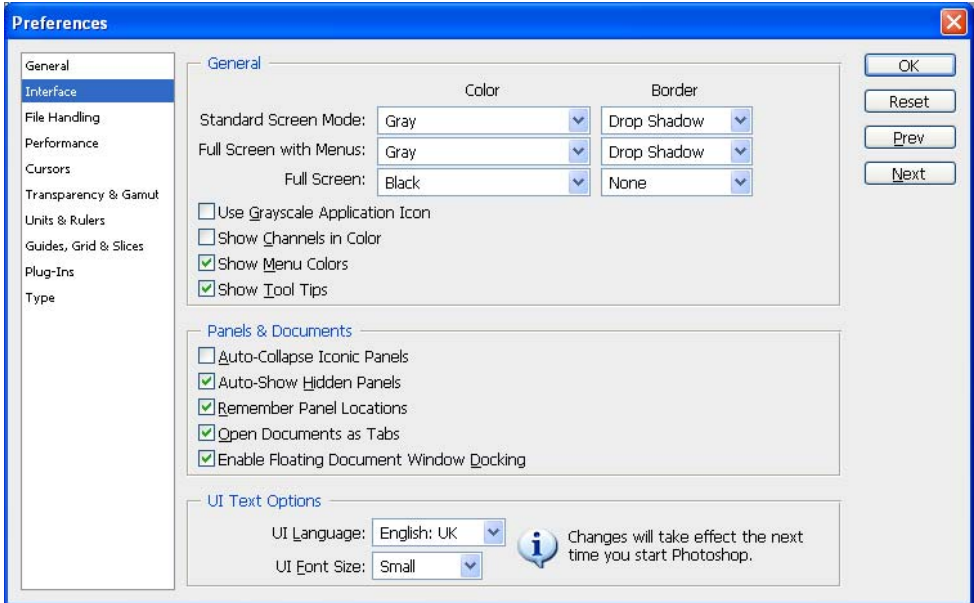 Preferences
General
Interface
File Handling
Performance
Cursors
Transparency & Gamut
Units & Rulers
Guides, Grid & Slices
Plug-Ins
Type
General
Color Border
Standard Screen Mode: Gray Drop Shadow
Full Screen with Menus: Gray Drop Shadow
Full Screen: Black None
Use Grayscale Application Icon
Show Channels in Color
Show Menu Colors
Show Tool Tips
Panels & Documents
Auto-Collapse Iconic Panels
Auto-Show Hidden Panels
Remember Panel Locations
Open Documents as Tabs
Enable Floating Document Window Docking
UI Text Options
UI Language: English: UK
UI Font Size: Small
Changes will take effect the next
time you start Photoshop.
OK
Reset
Prev
Next